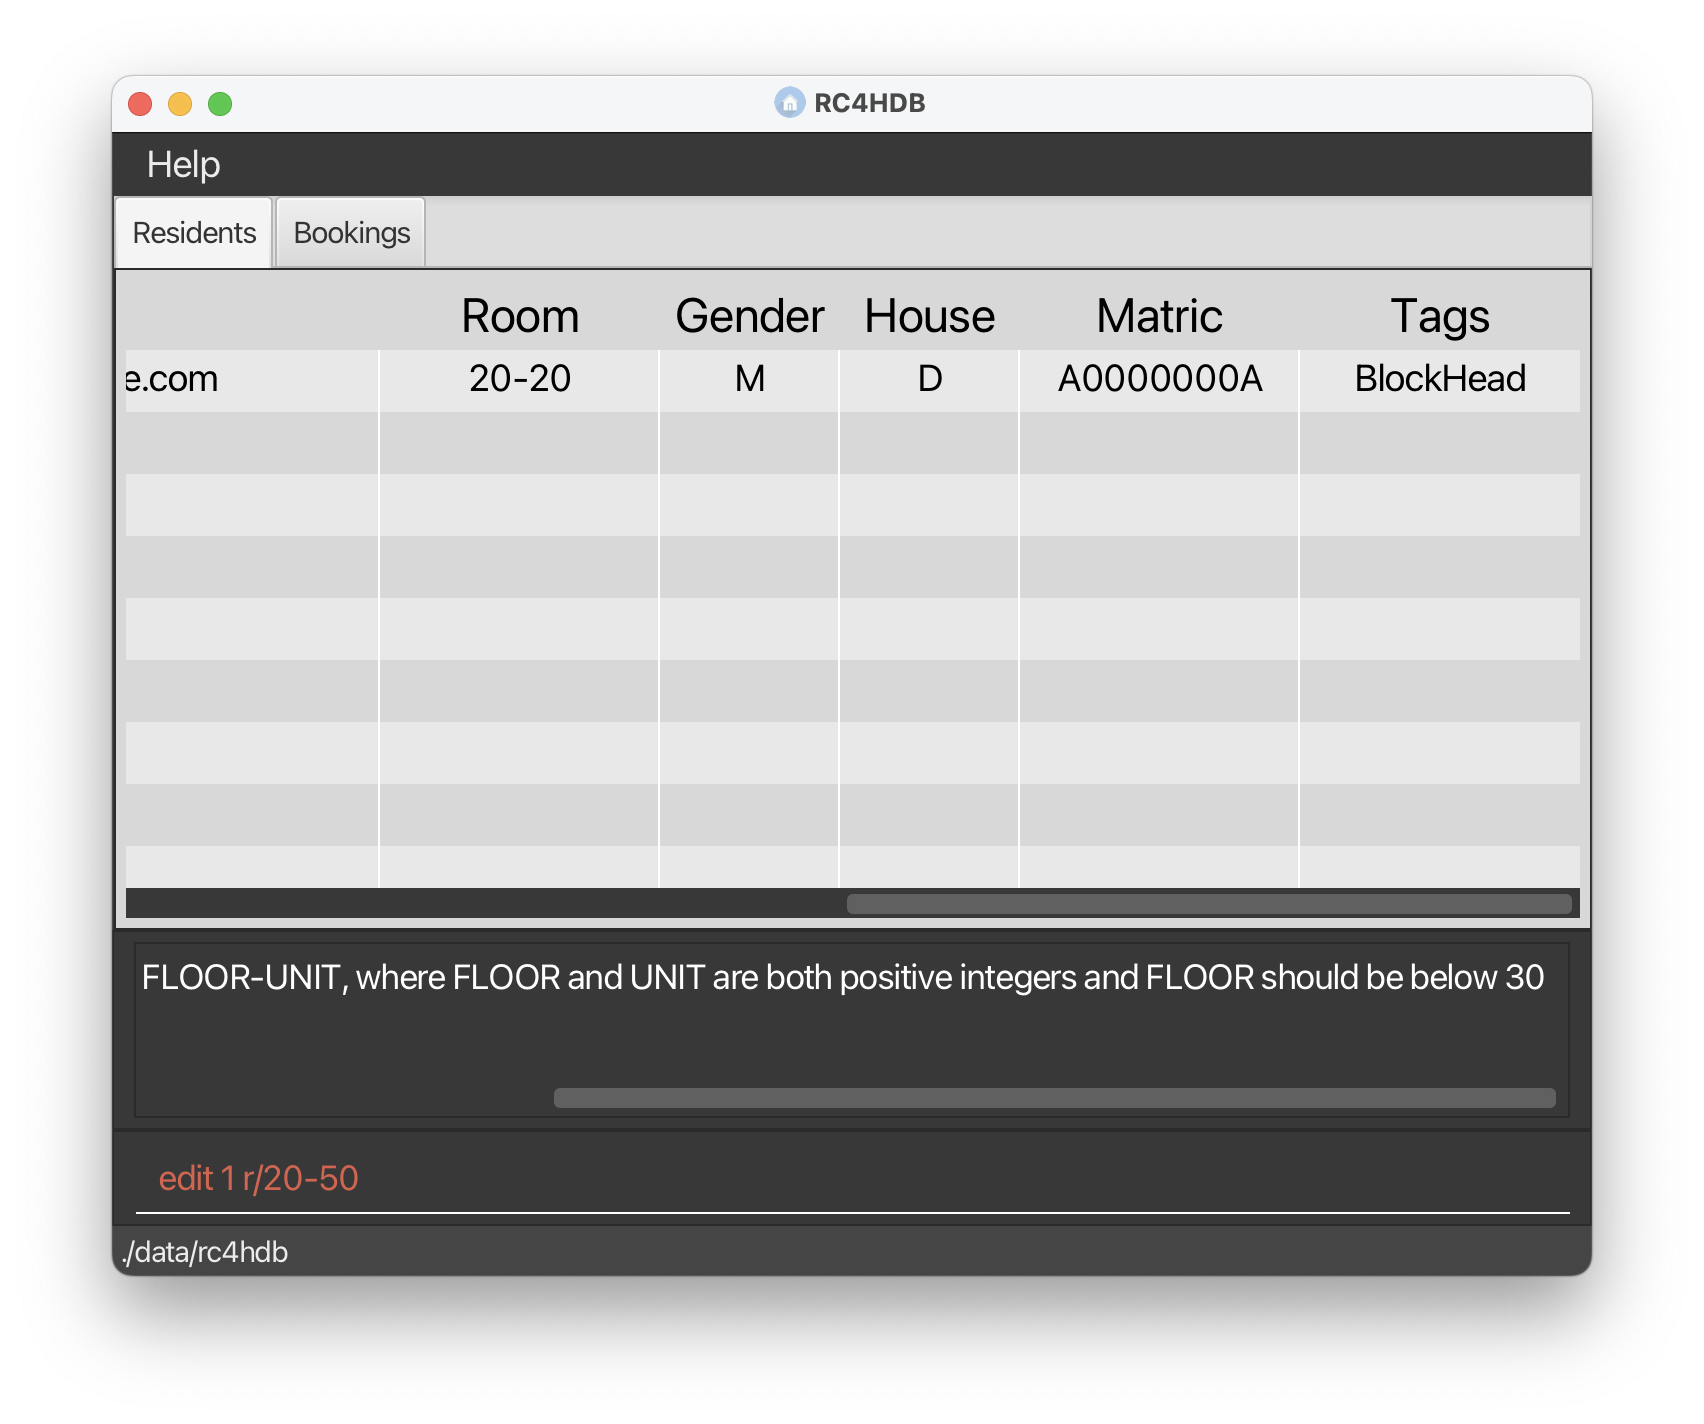 RC4HDB
Help
Residents Bookings
Room Gender House Matric Tags
e.com 20-20 M D A0000000A BlockHead
FLOOR-UNIT, where FLOOR and UNIT are both positive integers and FLOOR should be below 30
edit 1 r/20-50
./data/rc4hdb